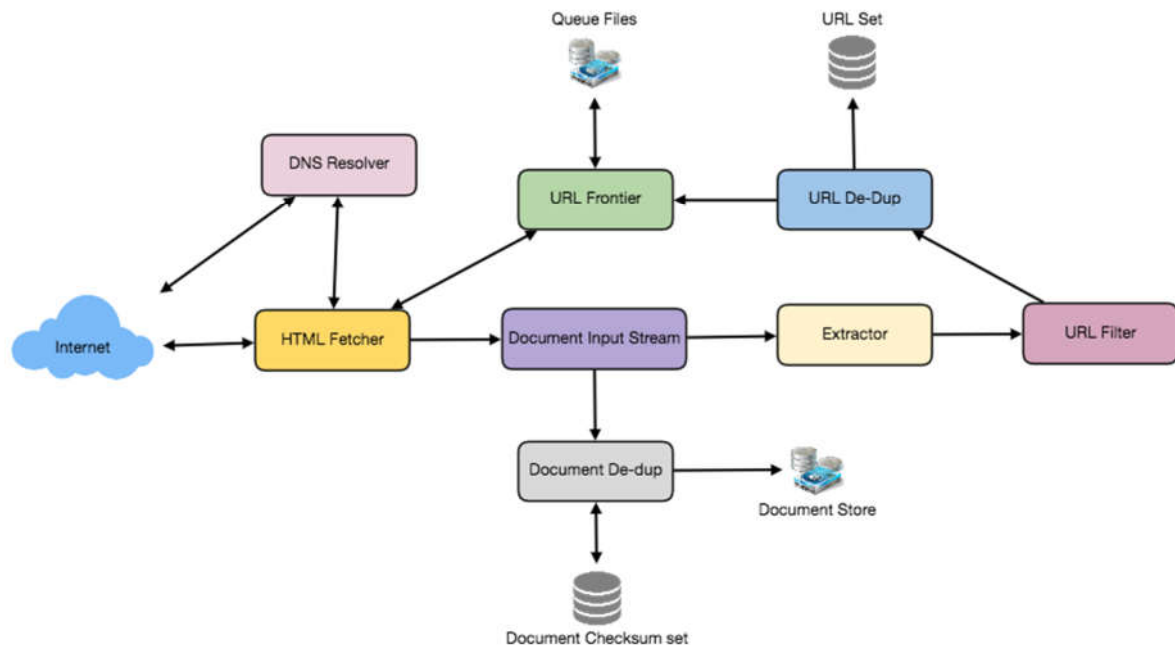 Queue Files
URL Set
DNS Resolver
URL Frontier
URL De-Dup
Internet
HTML Fetcher
Document Input Stream
Extractor
URL Filter
Document De-dup
Document Store
Document Checksum set